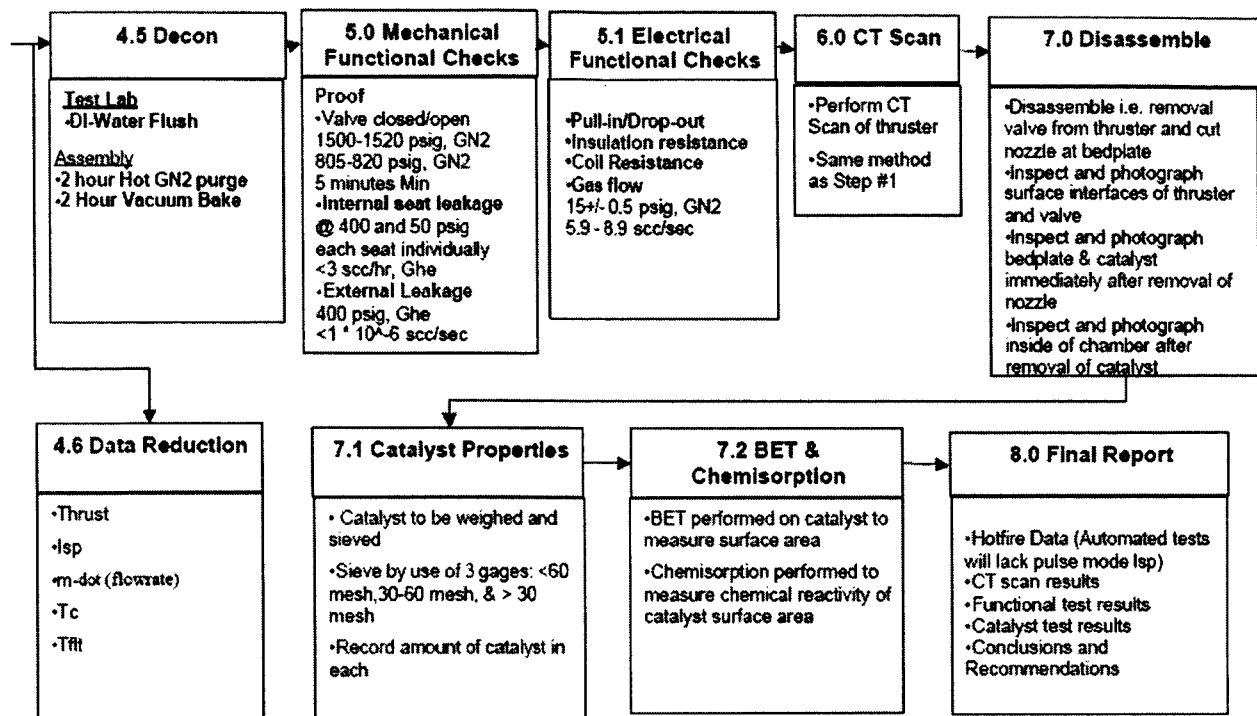 4.5 Decon
Test Lab
•DI-Water Flush
Assembly
•2 hour Hot GN2 purge
•2 Hour Vacuum Bake
5.0 Mechanical
Functional Checks
Proof
•Valve closed/open
1500-1520 psig, GN2
805-820 psig, GN2
5 minutes Min
•Internal seat leakage
@ 400 and 50 psig
each seat individually
<3 scc/hr, Ghe
•External Leakage
400 psig, Ghe
<1 * 10^-6 scc/sec
5.1 Electrical
Functional Checks
•Pull-in/Drop-out
•Insulation resistance
•Coil Resistance
•Gas flow
15+/- 0.5 psig, GN2
5.9 - 8.9 scc/sec
6.0 CT Scan
•Perform CT
Scan of thruster
•Same method
as Step #1
7.0 Disassemble
•Disassemble i.e. removal
valve from thruster and cut
nozzle at bedplate
•Inspect and photograph
surface interfaces of thruster
and valve
•Inspect and photograph
bedplate & catalyst
immediately after removal of
nozzle
•Inspect and photograph
inside of chamber after
removal of catalyst
4.6 Data Reduction
•Thrust
•Isp
•m-dot (flowrate)
•Tc
•Tflt
7.1 Catalyst Properties
• Catalyst to be weighed and
sieved
• Sieve by use of 3 gages: <60
mesh,30-60 mesh, & > 30
mesh
•Record amount of catalyst in
each
7.2 BET &
Chemisorption
•BET performed on catalyst to
measure surface area
•Chemisorption performed to
measure chemical reactivity of
catalyst surface area
8.0 Final Report
•Hotfire Data (Automated tests
will lack pulse mode Isp)
•CT scan results
•Functional test results
•Catalyst test results
•Conclusions and
Recommendations